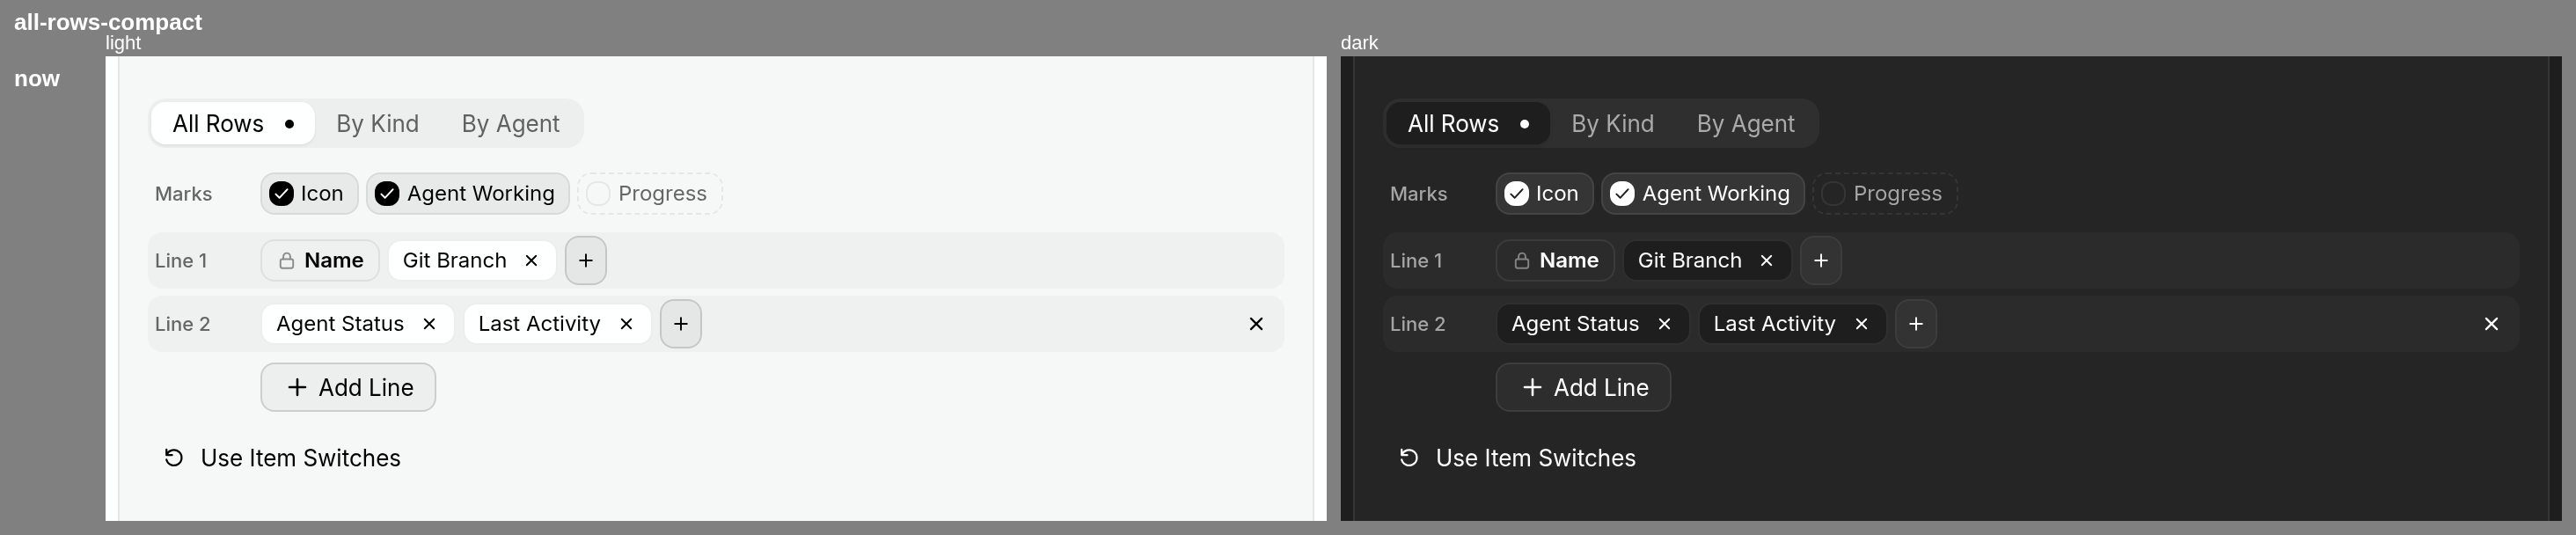 all-rows-compact
light
dark
now
All Rows By Kind By Agent
Marks Icon Agent Working Progress
Line 1 Name Git Branch
Line 2 Agent Status Last Activity
Add Line
Use Item Switches
All Rows By Kind By Agent
Marks Icon Agent Working Progress
Line 1 Name Git Branch
Line 2 Agent Status Last Activity
Add Line
Use Item Switches